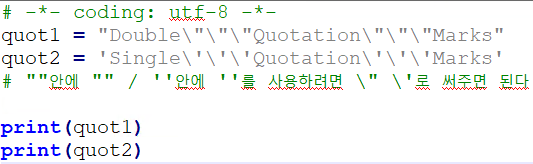 # -*- coding: utf-8 -*-
quot1 = "Double\"\"\"Quotation\"\"\"Marks"
quot2 = 'Single\'\'\'Quotation\'\'\'Marks'
# ""안에 "" / ''안에 ''를 사용하려면 \" \'로 써주면 된다
print(quot1)
print(quot2)